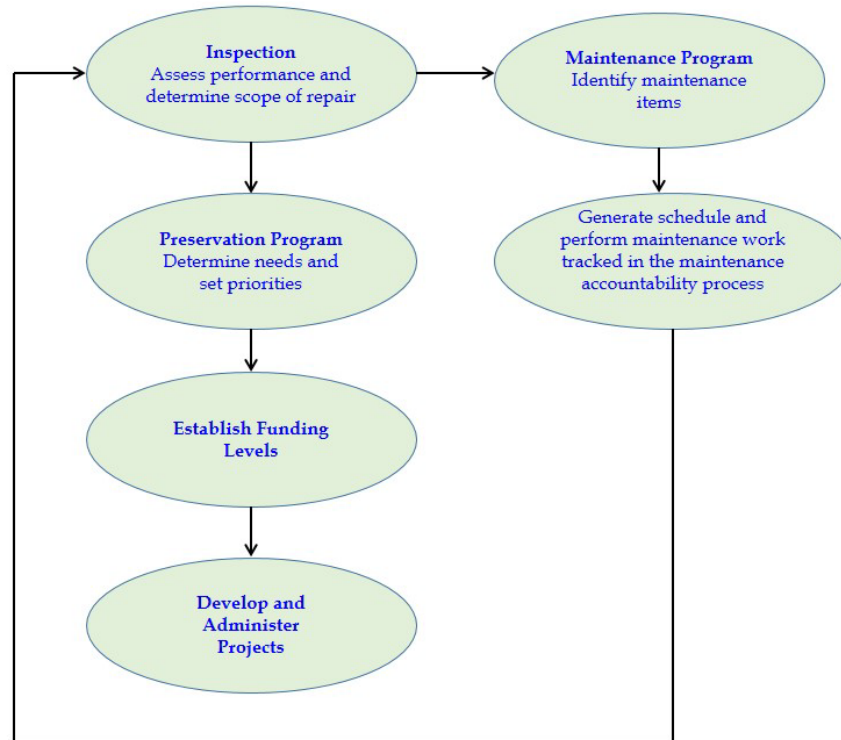 Inspection
Assess performance and
determine scope of repair
Maintenance Program
Identify maintenance
items
Preservation Program
Determine needs and
set priorities
Generate schedule and
perform maintenance work
tracked in the maintenance
accountability process
Establish Funding
Levels
Develop and
Administer
Projects